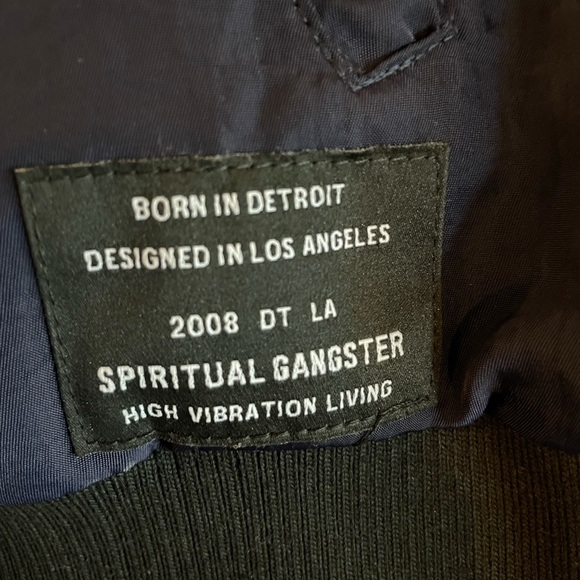 BORN IN DETROIT
DESIGNED IN LOS ANGELES
2008 DT LA
SPIRITUAL GANGSTER
HIGH VIBRATION LIVING